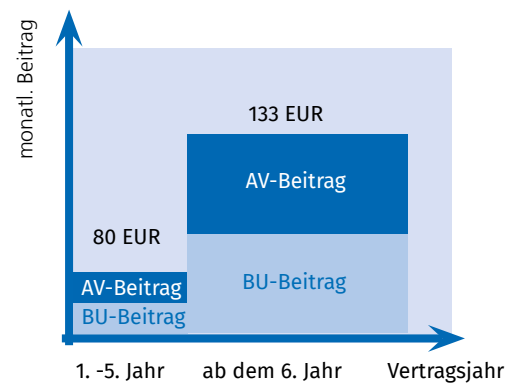 monatl. Beitrag
133 EUR
AV-Beitrag
80 EUR
AV-Beitrag
BU-Beitrag
BU-Beitrag
1. -5. Jahr
ab dem 6. Jahr
Vertragsjahr